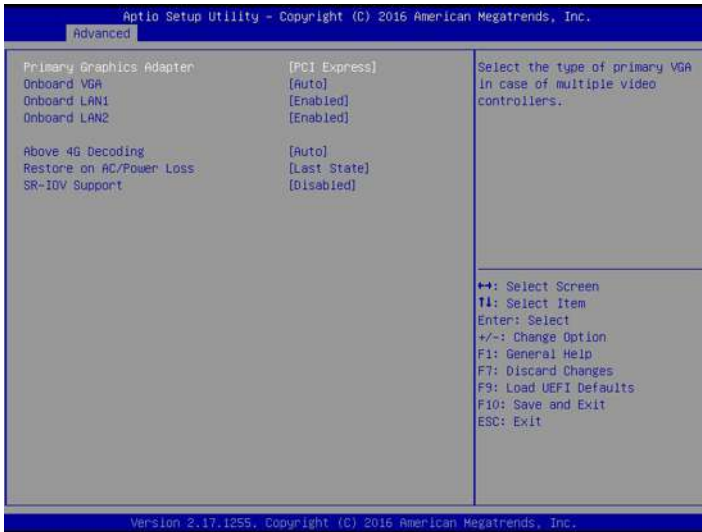 Aptio Setup Utility - Copyright (C) 2016 American Megatrends, Inc.
Advanced
Primary Graphics Adapter [PCI Express]
Onboard VGA [Auto]
Onboard LAN1 [Enabled]
Onboard LAN2 [Enabled]
Above 4G Decoding [Auto]
Restore on AC/Power Loss [Last State]
SR-IOV Support [Disabled]
Select the type of primary VGA
in case of multiple video
controllers.
↔: Select Screen
↑↓: Select Item
Enter: Select
+/-: Change Option
F1: General Help
F7: Discard Changes
F9: Load UEFI Defaults
F10: Save and Exit
ESC: Exit
Version 2.17.1255. Copyright (C) 2016 American Megatrends, Inc.